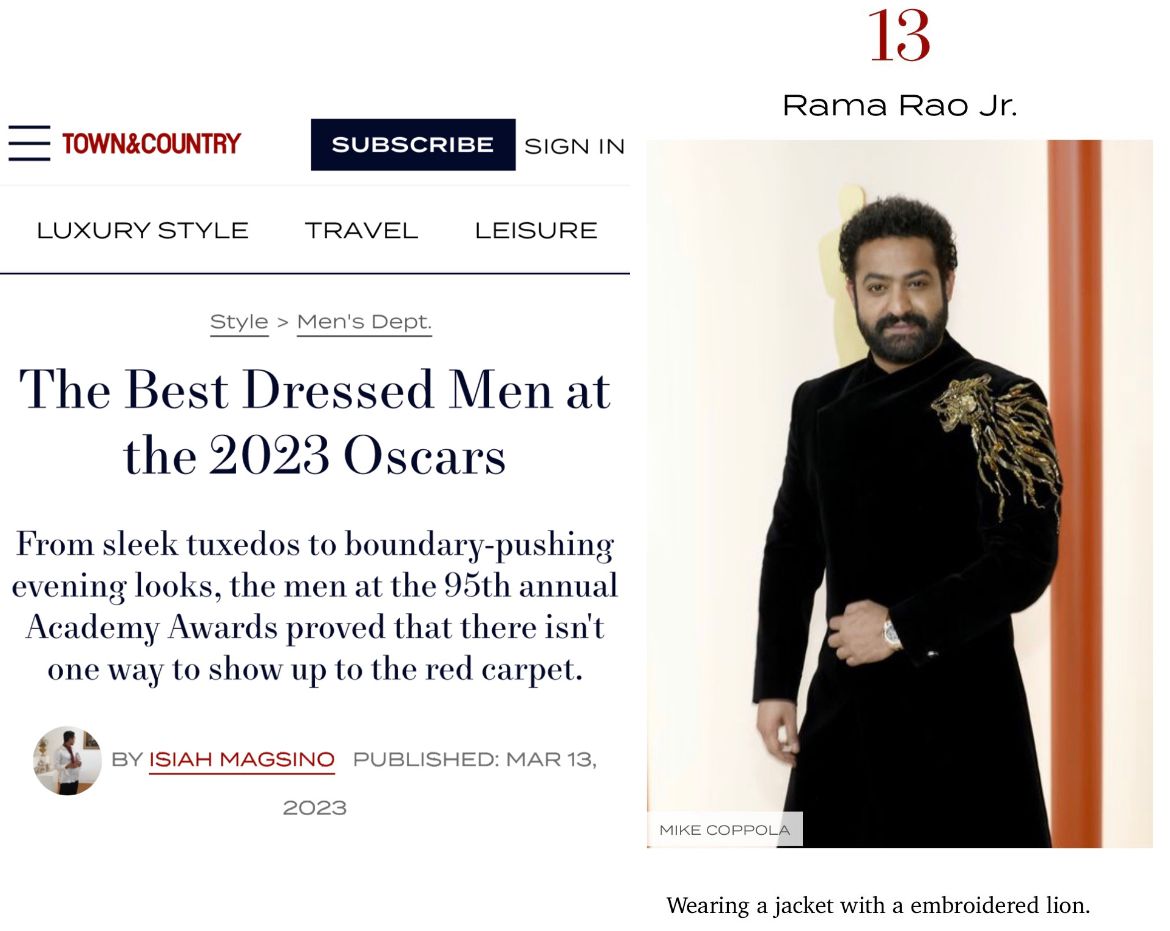 TOWN&COUNTRY
SUBSCRIBE
SIGN IN
LUXURY STYLE
TRAVEL
LEISURE
Style > Men's Dept.
The Best Dressed Men at
the 2023 Oscars
From sleek tuxedos to boundary-pushing
evening looks, the men at the 95th annual
Academy Awards proved that there isn't
one way to show up to the red carpet.
BY ISIAH MAGSINO PUBLISHED: MAR 13,
2023
13
Rama Rao Jr.
MIKE COPPOLA
Wearing a jacket with a embroidered lion.